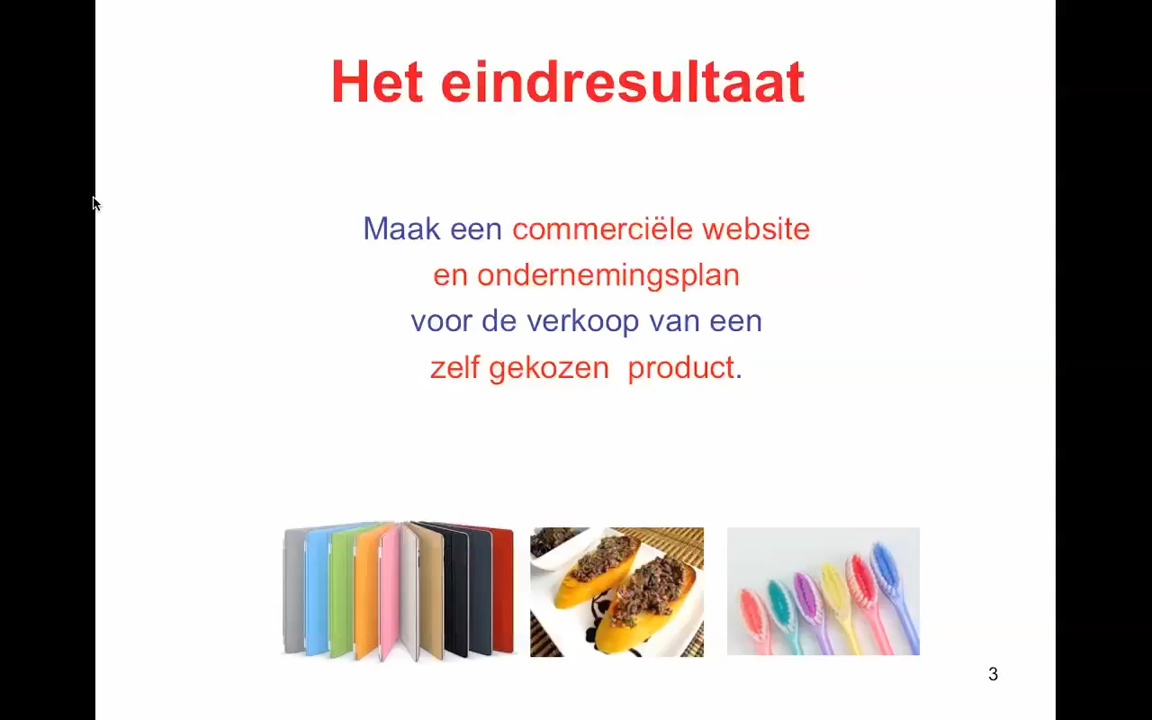 Het eindresultaat
Maak een commerciële website
en ondernemingsplan
voor de verkoop van een
zelf gekozen  product.
3